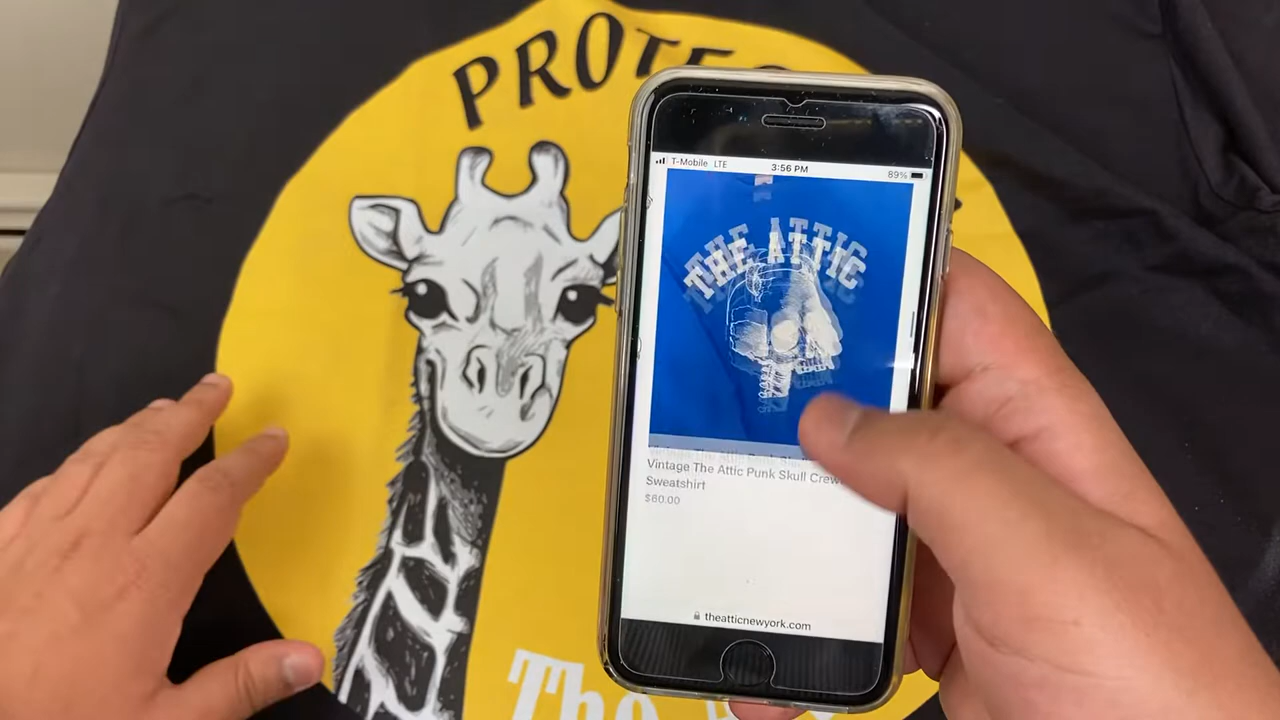 PROTEC
T-Mobile LTE
3:56 PM
89%
THE ATTIC
Vintage The Attic Punk Skull Crew
Sweatshirt
$60.00
theatticnewyork.com
The